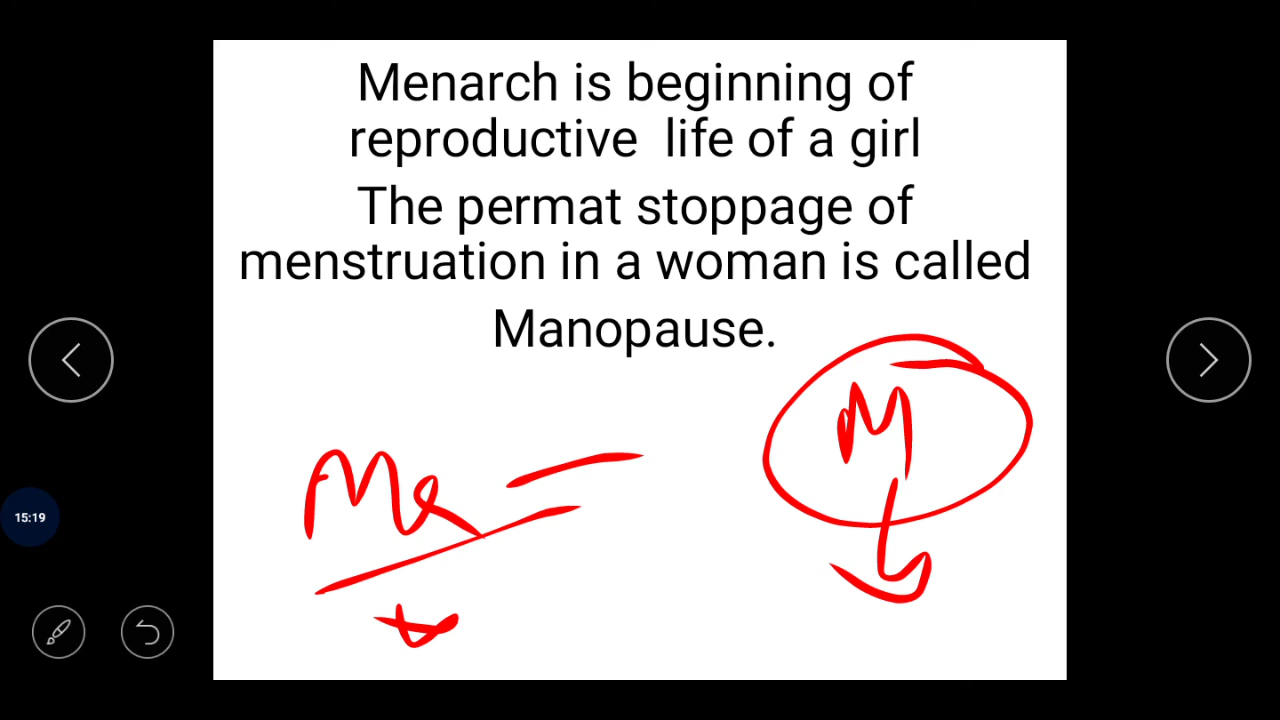 Menarch is beginning of
reproductive life of a girl
The permat stoppage of
menstruation in a woman is called
Manopause.
M
Me
15:19